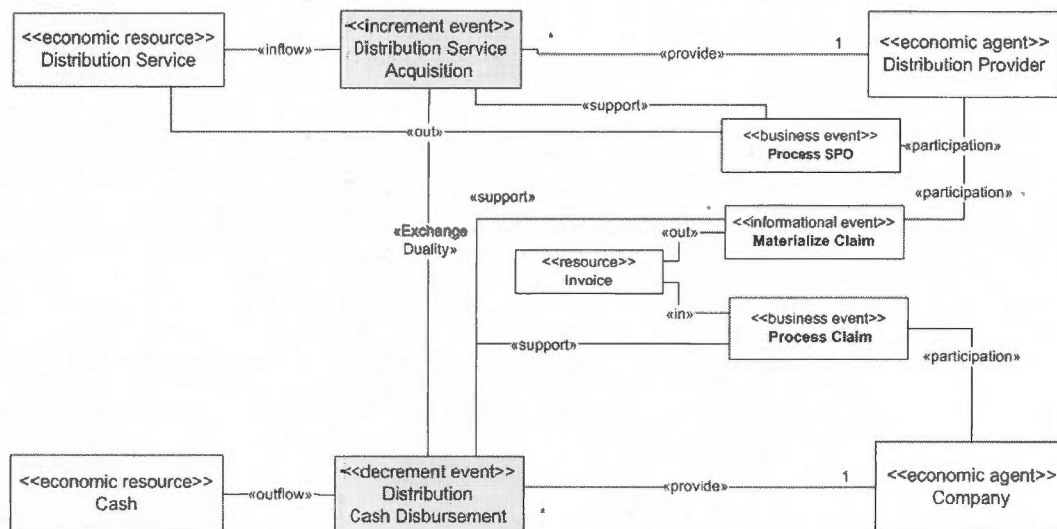 <<economic resource>>
Distribution Service
«inflow»
<<increment event>>
Distribution Service
Acquisition
*
«provide»
1
<<economic agent>>
Distribution Provider
«support»
«out»
<<business event>>
Process SPO
«participation»
«support»
«participation»
*
<<informational event>>
Materialize Claim
«out»
«Exchange
Duality»
<<resource>>
Invoice
«in»
<<business event>>
Process Claim
«support»
«participation»
<<economic resource>>
Cash
«outflow»
<<decrement event>>
Distribution
Cash Disbursement
*
«provide»
1
<<economic agent>>
Company